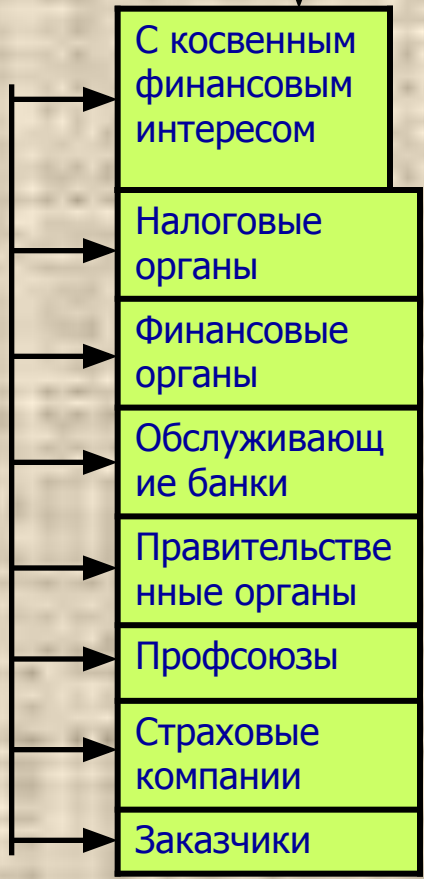 С косвенным
финансовым
интересом
Налоговые
органы
Финансовые
органы
Обслуживающ
ие банки
Правительстве
нные органы
Профсоюзы
Страховые
компании
Заказчики